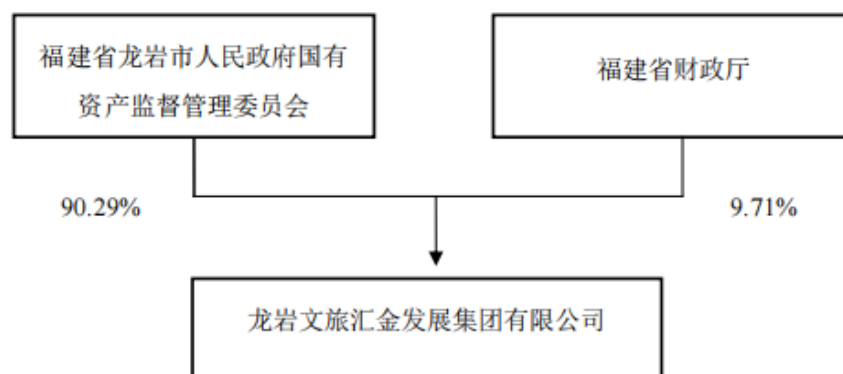 福建省龙岩市人民政府国有
资产监督管理委员会
福建省财政厅
90.29%
9.71%
龙岩文旅汇金发展集团有限公司